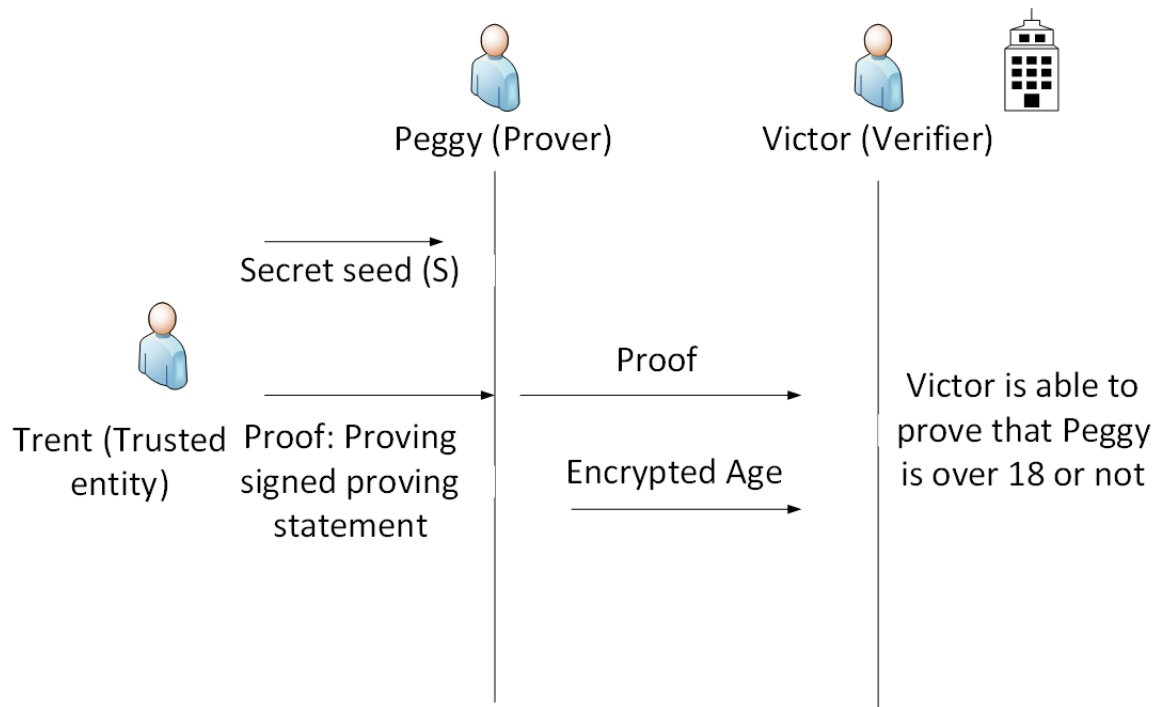 Peggy (Prover)
Victor (Verifier)
Secret seed (S)
Proof
Trent (Trusted
entity)
Proof: Proving
signed proving
statement
Encrypted Age
Victor is able to
prove that Peggy
is over 18 or not